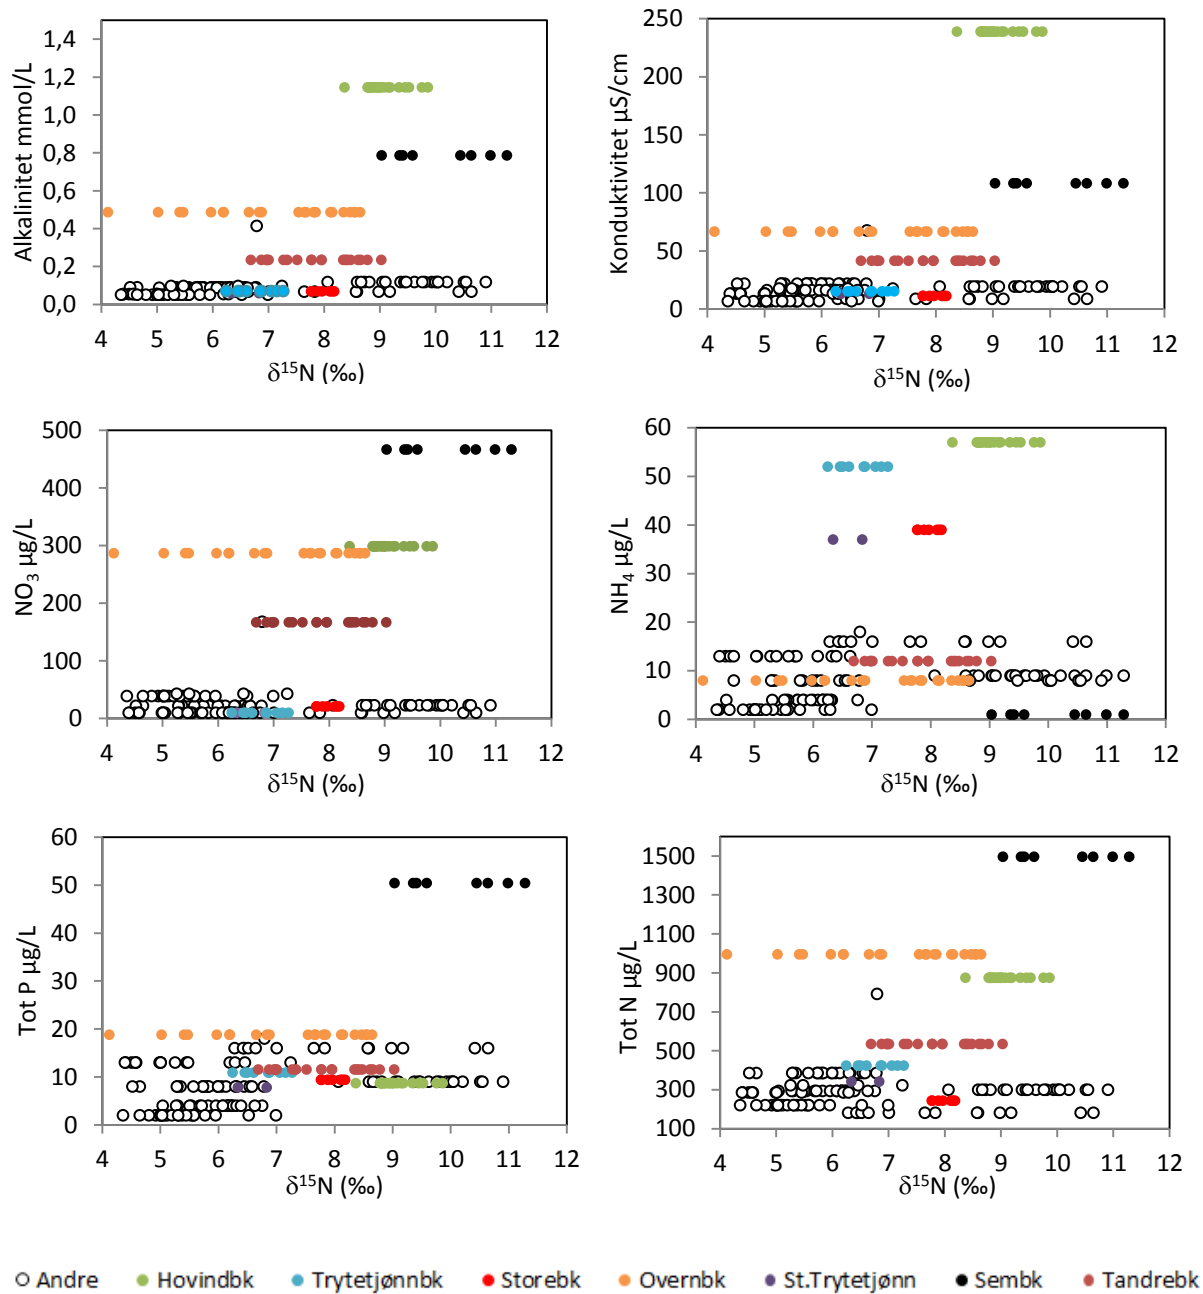 Alkalinitet mmol/L
1,4
1,2
1,0
0,8
0,6
0,4
0,2
0,0
4 5 6 7 8 9 10 11 12
δ¹⁵N (‰)
Konduktivitet µS/cm
250
200
150
100
50
0
4 5 6 7 8 9 10 11 12
δ¹⁵N (‰)
NO₃ µg/L
500
400
300
200
100
0
4 5 6 7 8 9 10 11 12
δ¹⁵N (‰)
NH₄ µg/L
60
50
40
30
20
10
0
4 5 6 7 8 9 10 11 12
δ¹⁵N (‰)
Tot P µg/L
60
50
40
30
20
10
0
4 5 6 7 8 9 10 11 12
δ¹⁵N (‰)
Tot N µg/L
1500
1300
1100
900
700
500
300
100
4 5 6 7 8 9 10 11 12
δ¹⁵N (‰)
Andre Hovindbk Trytetjønnbk Storebk Overnbk St.Trytetjønn Sembk Tandrebk